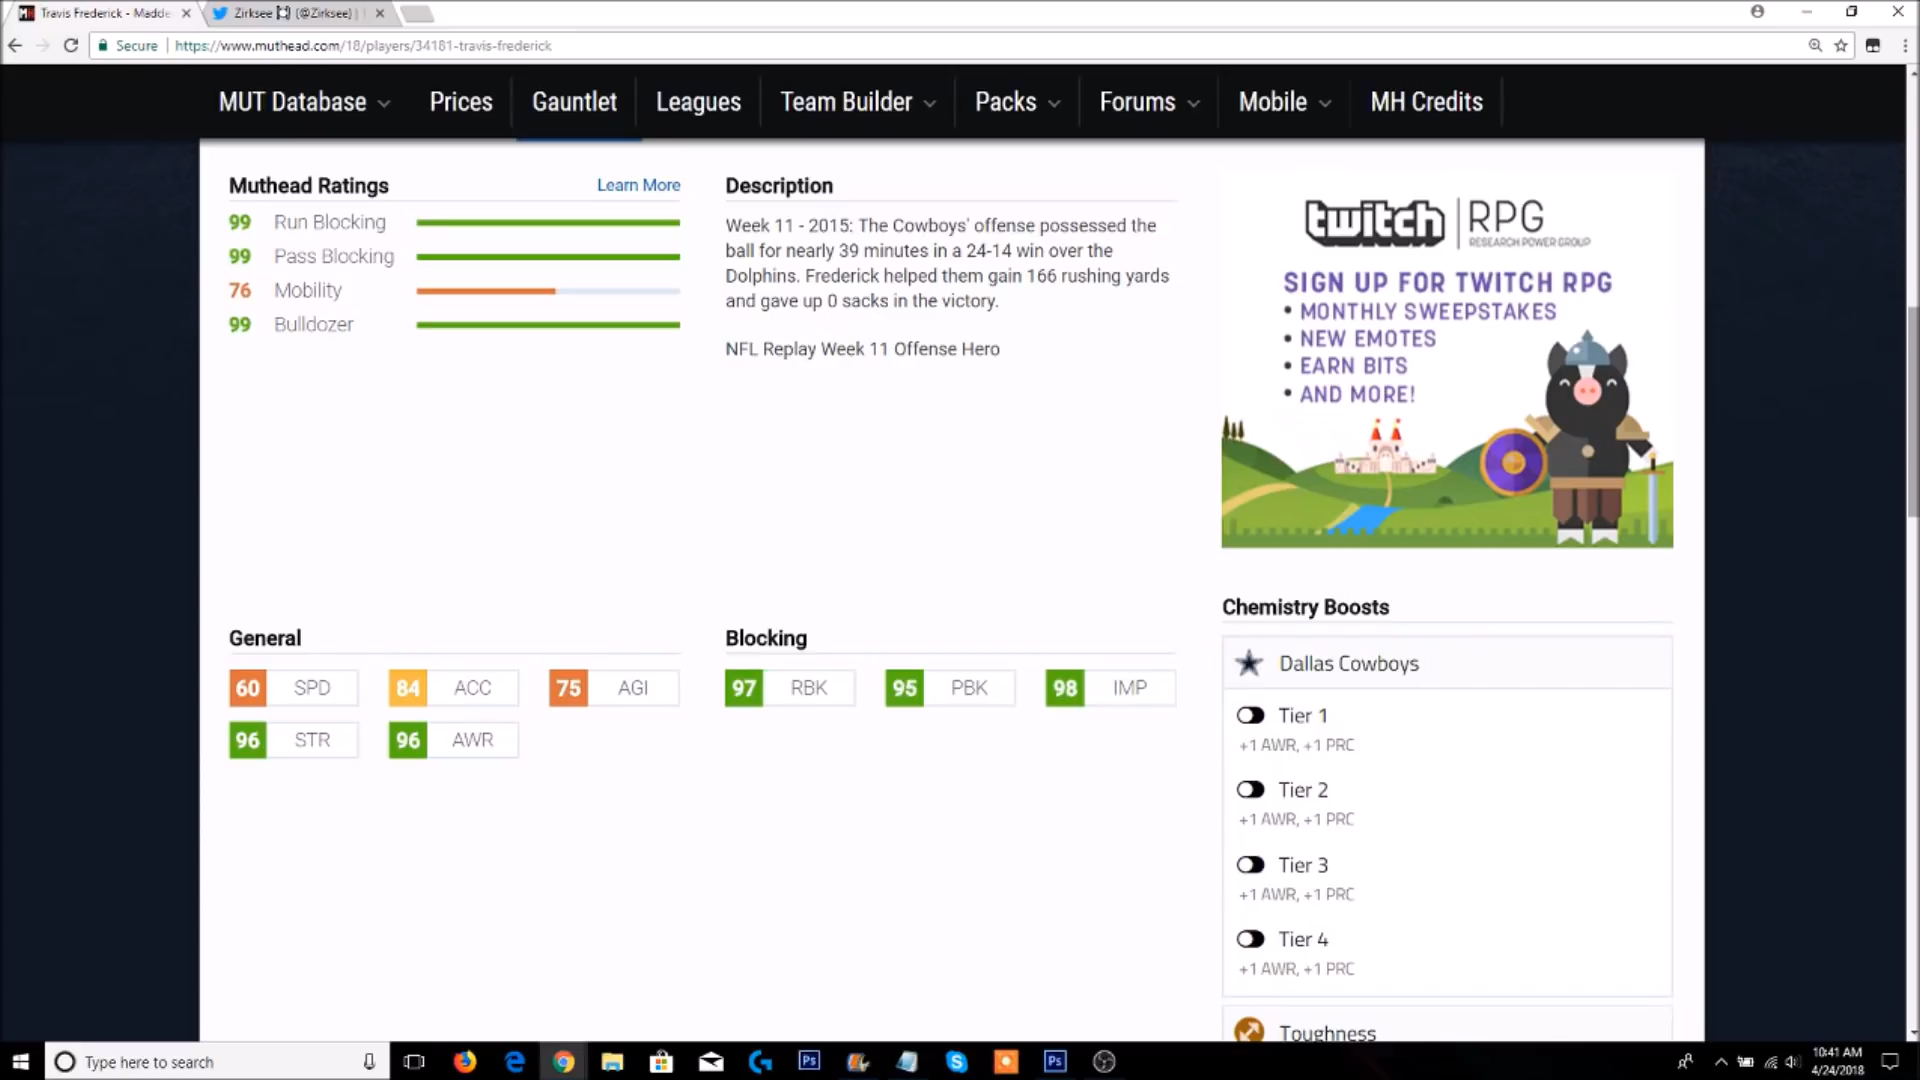 Travis Frederick - Madde
Zirksee (@Zirksee) |
Secure | https://www.muthead.com/18/players/34181-travis-frederick
MUT Database Prices Gauntlet Leagues Team Builder Packs Forums Mobile MH Credits
Muthead Ratings Learn More
99 Run Blocking
99 Pass Blocking
76 Mobility
99 Bulldozer
Description
Week 11 - 2015: The Cowboys' offense possessed the
ball for nearly 39 minutes in a 24-14 win over the
Dolphins. Frederick helped them gain 166 rushing yards
and gave up 0 sacks in the victory.
NFL Replay Week 11 Offense Hero
twitch RPG
RESEARCH POWER GROUP
SIGN UP FOR TWITCH RPG
• MONTHLY SWEEPSTAKES
• NEW EMOTES
• EARN BITS
• AND MORE!
General
60 SPD 84 ACC 75 AGI
96 STR 96 AWR
Blocking
97 RBK 95 PBK 98 IMP
Chemistry Boosts
Dallas Cowboys
Tier 1
+1 AWR, +1 PRC
Tier 2
+1 AWR, +1 PRC
Tier 3
+1 AWR, +1 PRC
Tier 4
+1 AWR, +1 PRC
Toughness
Type here to search
Ps
Ps
10:41 AM
4/24/2018